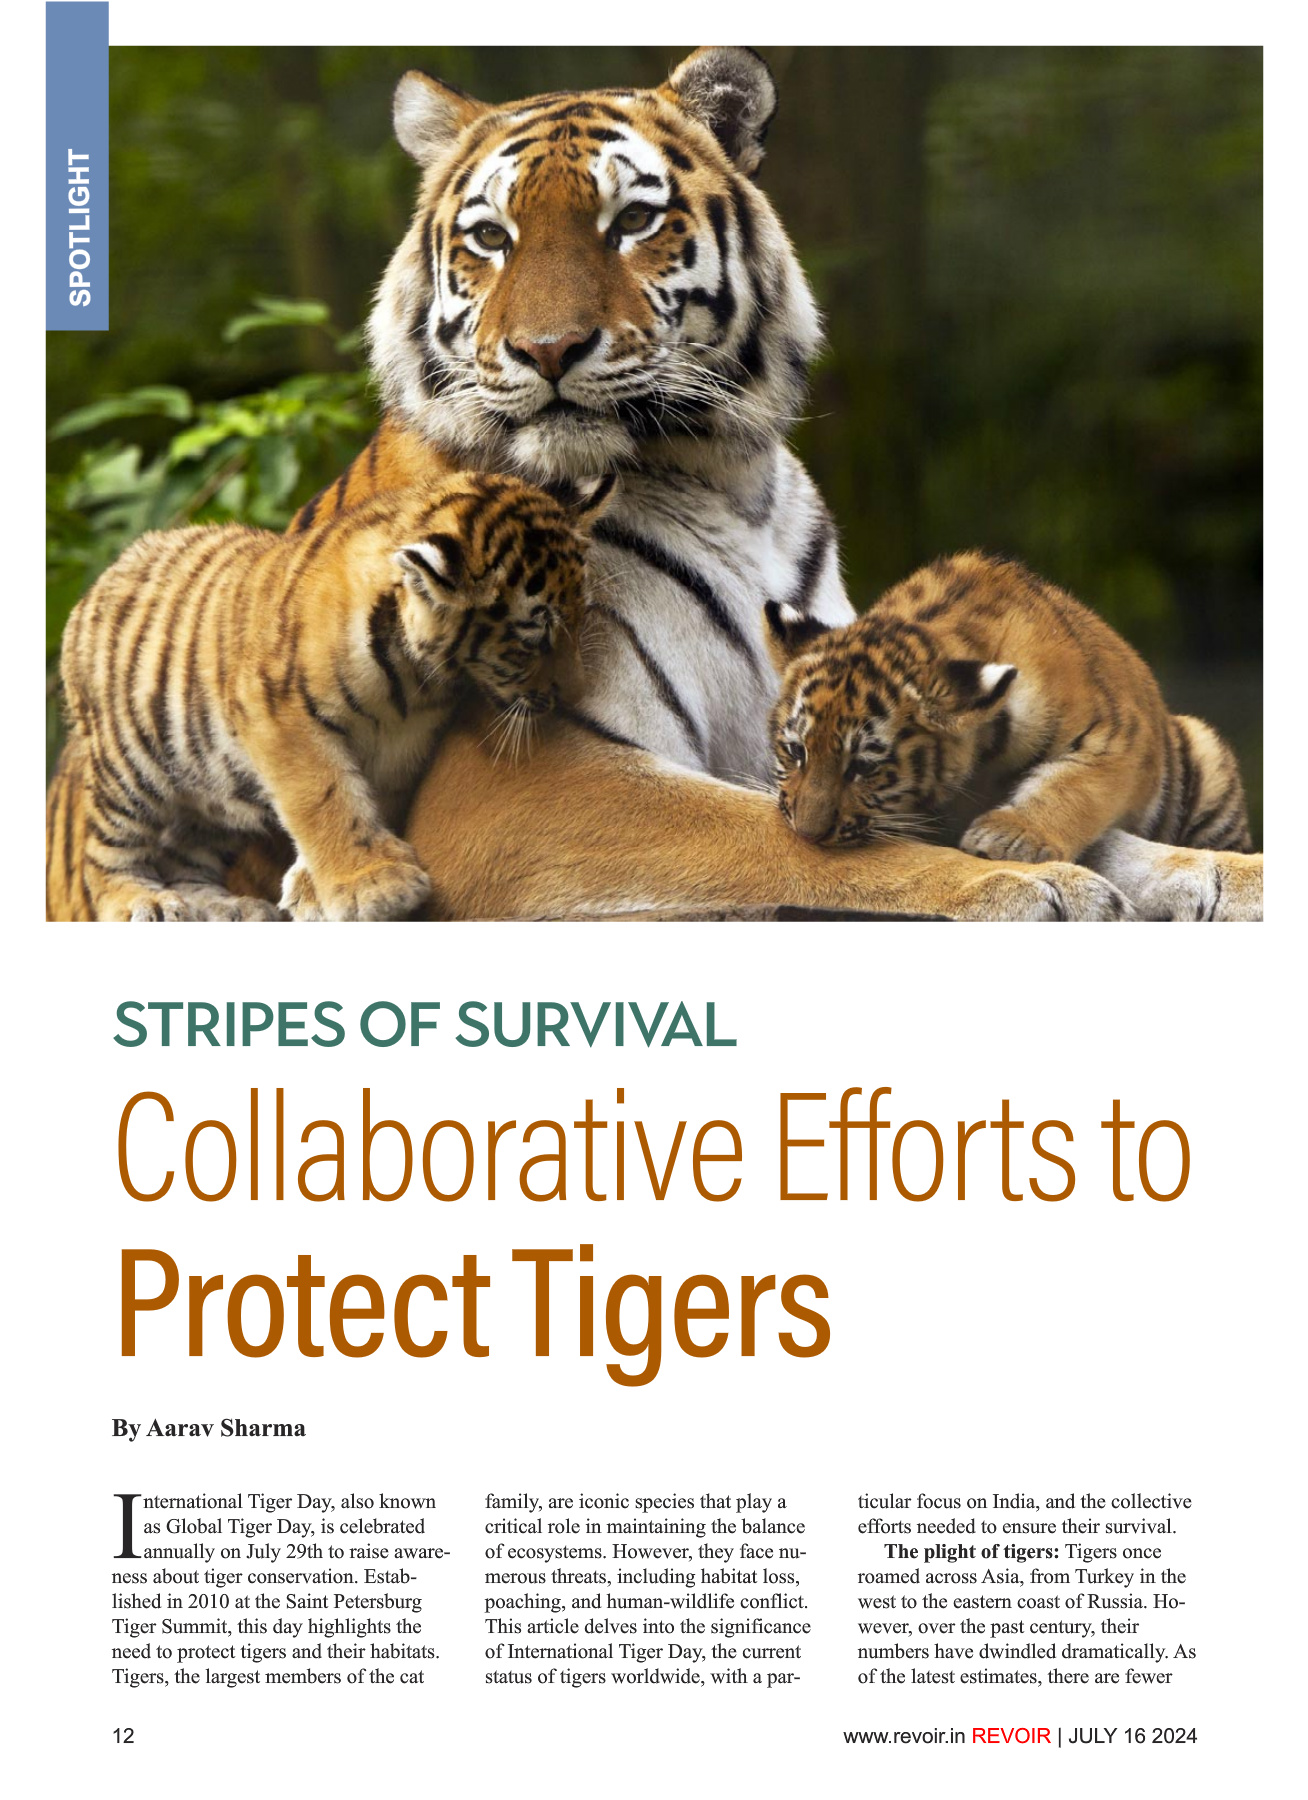 SPOTLIGHT
STRIPES OF SURVIVAL
Collaborative Efforts to
Protect Tigers
By Aarav Sharma
International Tiger Day, also known
as Global Tiger Day, is celebrated
annually on July 29th to raise aware-
ness about tiger conservation. Estab-
lished in 2010 at the Saint Petersburg
Tiger Summit, this day highlights the
need to protect tigers and their habitats.
Tigers, the largest members of the cat
family, are iconic species that play a
critical role in maintaining the balance
of ecosystems. However, they face nu-
merous threats, including habitat loss,
poaching, and human-wildlife conflict.
This article delves into the significance
of International Tiger Day, the current
status of tigers worldwide, with a par-
ticular focus on India, and the collective
efforts needed to ensure their survival.
The plight of tigers: Tigers once
roamed across Asia, from Turkey in the
west to the eastern coast of Russia. Ho-
wever, over the past century, their
numbers have dwindled dramatically. As
of the latest estimates, there are fewer
12
www.revoir.in REVOIR | JULY 16 2024